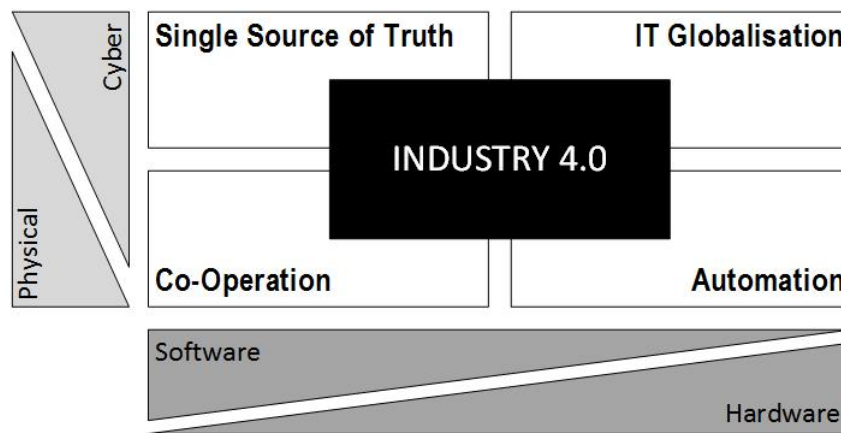 Cyber
Physical
Single Source of Truth
IT Globalisation
INDUSTRY 4.0
Co-Operation
Automation
Software
Hardware